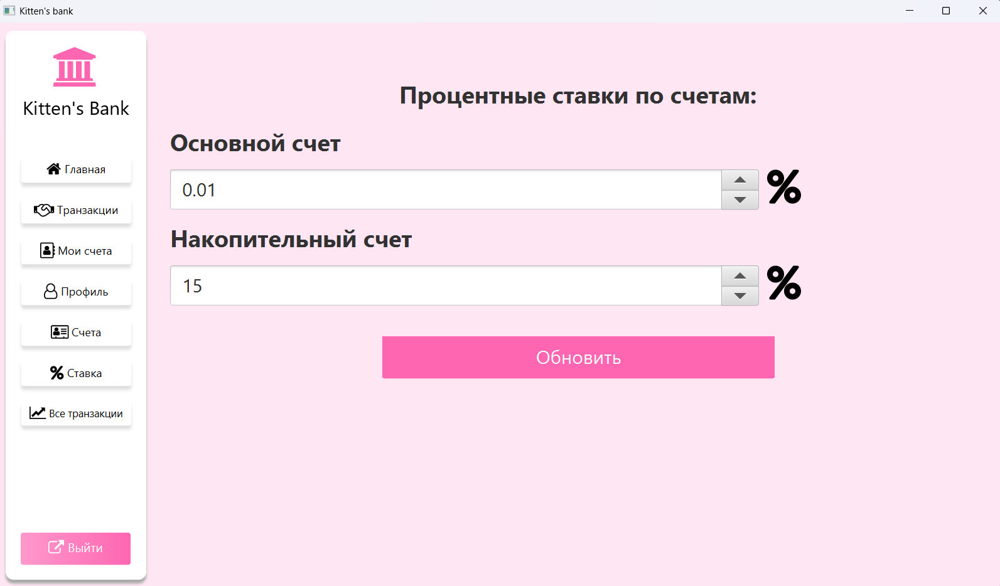 Kitten's bank
Kitten's Bank
Главная
Транзакции
Мои счета
Профиль
Счета
% Ставка
Все транзакции
Выйти
Процентные ставки по счетам:
Основной счет
0.01 %
Накопительный счет
15 %
Обновить